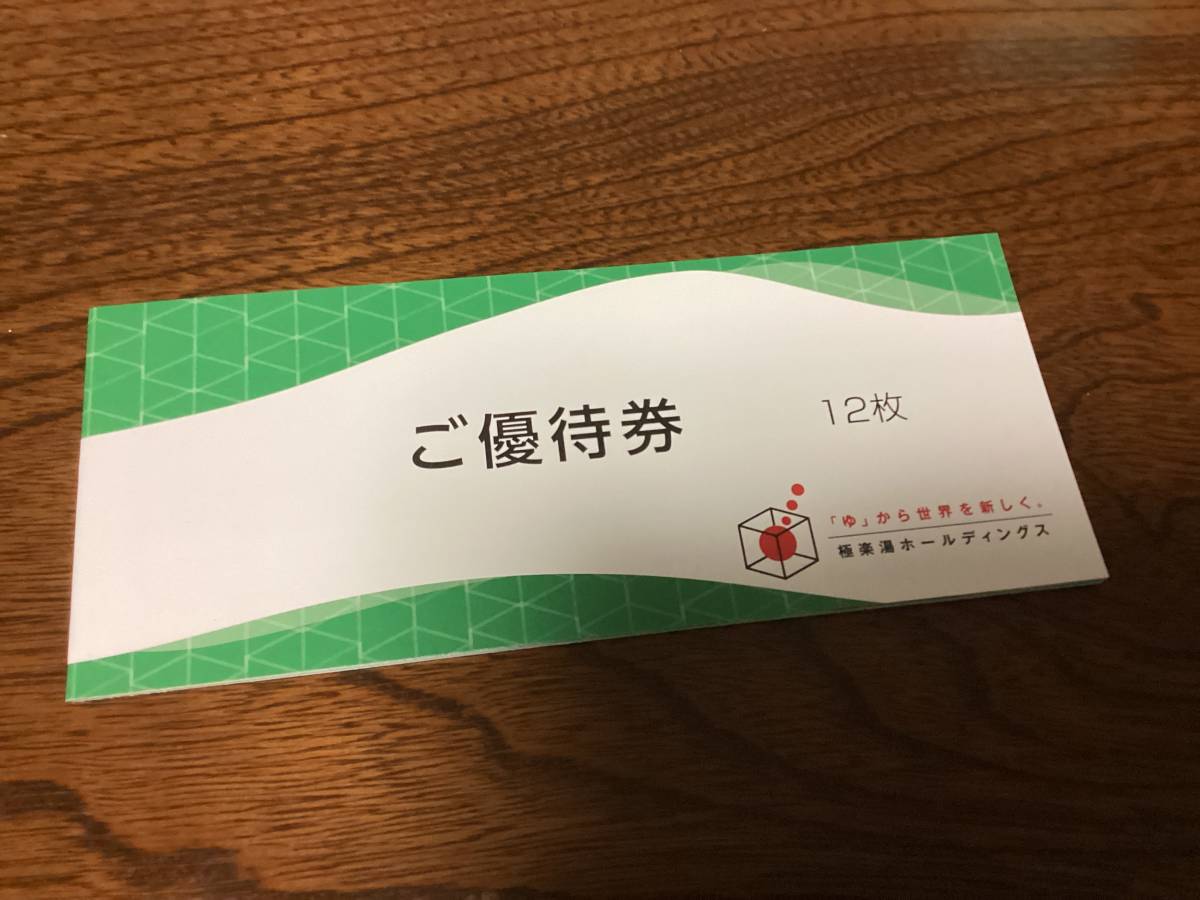 ご優待券
12枚
「ゆ」から世界を新しく。
極楽湯ホールディングス